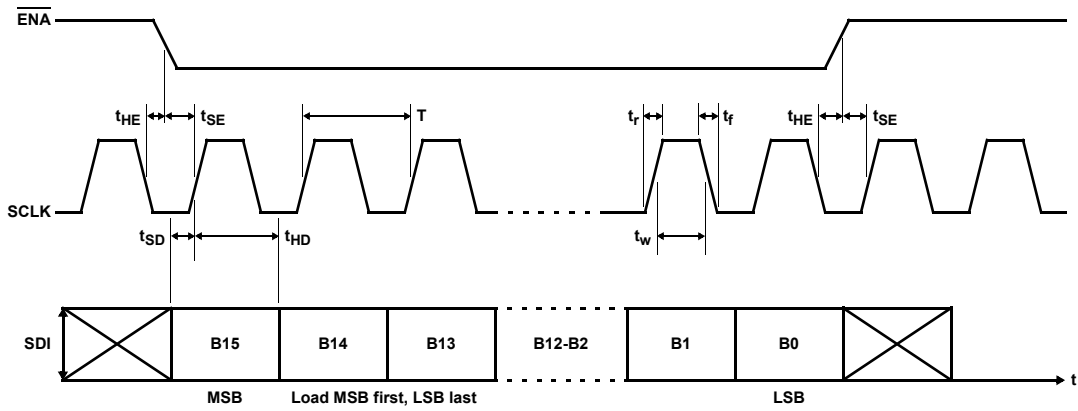 ENA
tHE tSE T tr tf tHE tSE
SCLK
tSD tHD tw
SDI B15 B14 B13 B12-B2 B1 B0 t
MSB Load MSB first, LSB last LSB